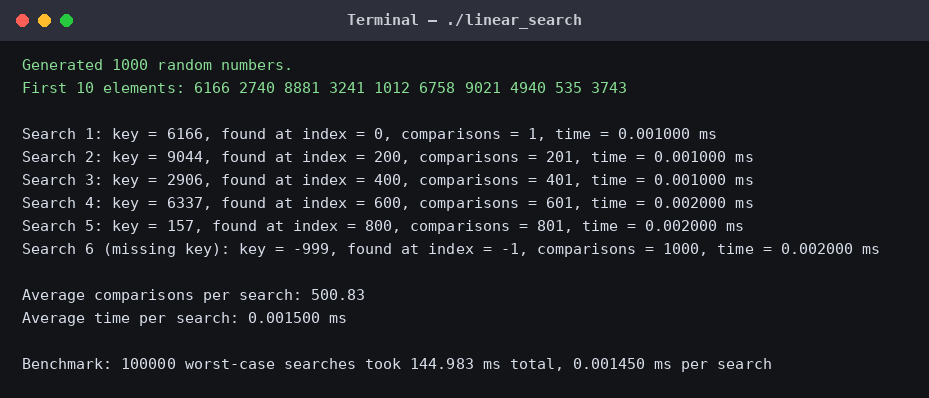 Terminal — ./linear_search
Generated 1000 random numbers.
First 10 elements: 6166 2740 8881 3241 1012 6758 9021 4940 535 3743
Search 1: key = 6166, found at index = 0, comparisons = 1, time = 0.001000 ms
Search 2: key = 9044, found at index = 200, comparisons = 201, time = 0.001000 ms
Search 3: key = 2906, found at index = 400, comparisons = 401, time = 0.001000 ms
Search 4: key = 6337, found at index = 600, comparisons = 601, time = 0.002000 ms
Search 5: key = 157, found at index = 800, comparisons = 801, time = 0.002000 ms
Search 6 (missing key): key = -999, found at index = -1, comparisons = 1000, time = 0.002000 ms
Average comparisons per search: 500.83
Average time per search: 0.001500 ms
Benchmark: 100000 worst-case searches took 144.983 ms total, 0.001450 ms per search